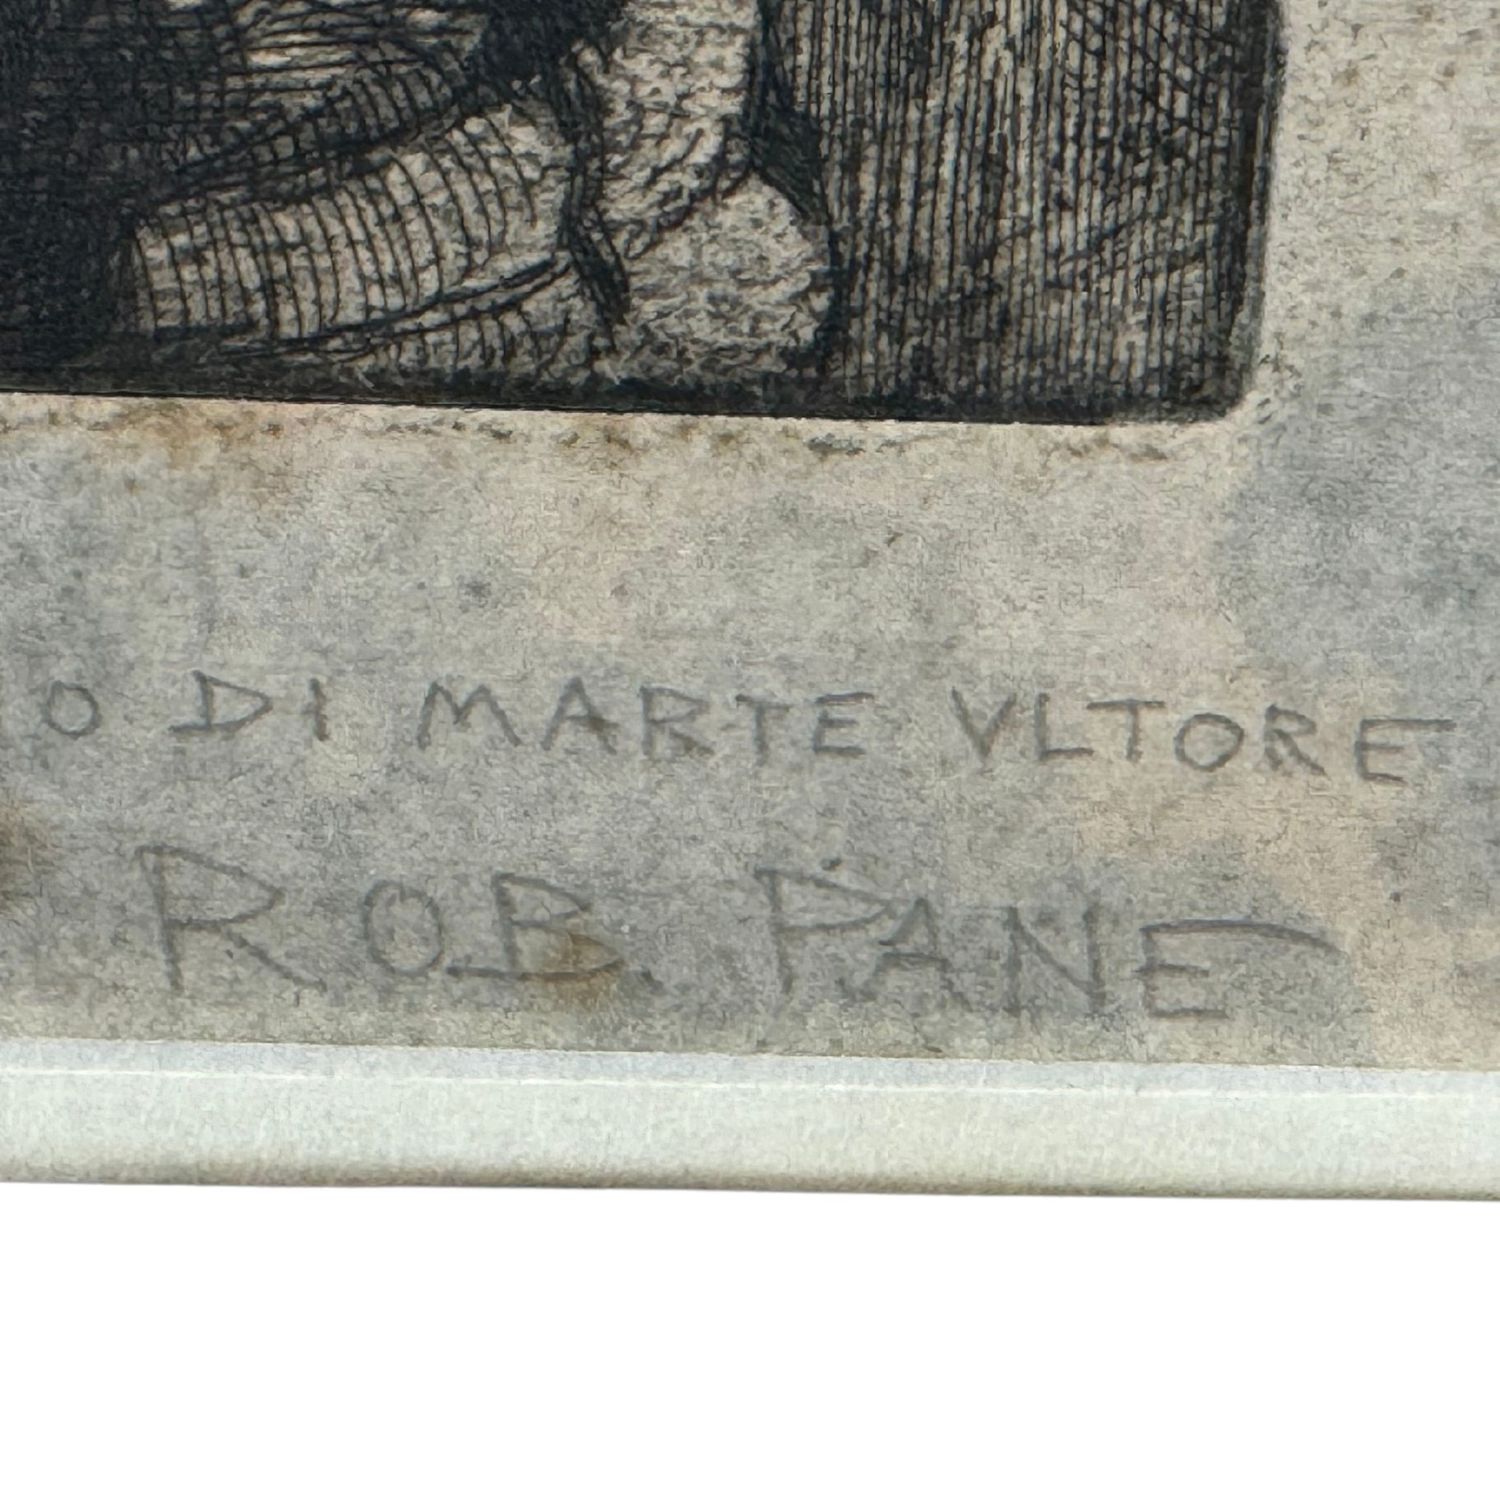 O DI MARTE VLTORE
ROB. PANE